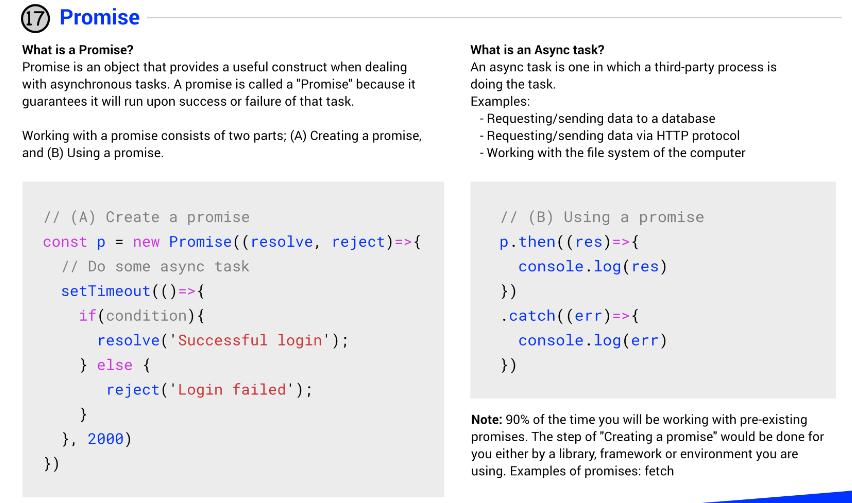 17 Promise
What is a Promise?
Promise is an object that provides a useful construct when dealing
with asynchronous tasks. A promise is called a "Promise" because it
guarantees it will run upon success or failure of that task.
Working with a promise consists of two parts; (A) Creating a promise,
and (B) Using a promise.
// (A) Create a promise
const p = new Promise((resolve, reject)=>{
  // Do some async task
  setTimeout(()=>{
    if(condition){
      resolve('Successful login');
    } else {
       reject('Login failed');
    }
  }, 2000)
})
What is an Async task?
An async task is one in which a third-party process is
doing the task.
Examples:
- Requesting/sending data to a database
- Requesting/sending data via HTTP protocol
- Working with the file system of the computer
// (B) Using a promise
p.then((res)=>{
  console.log(res)
})
.catch((err)=>{
  console.log(err)
})
Note: 90% of the time you will be working with pre-existing
promises. The step of "Creating a promise" would be done for
you either by a library, framework or environment you are
using. Examples of promises: fetch